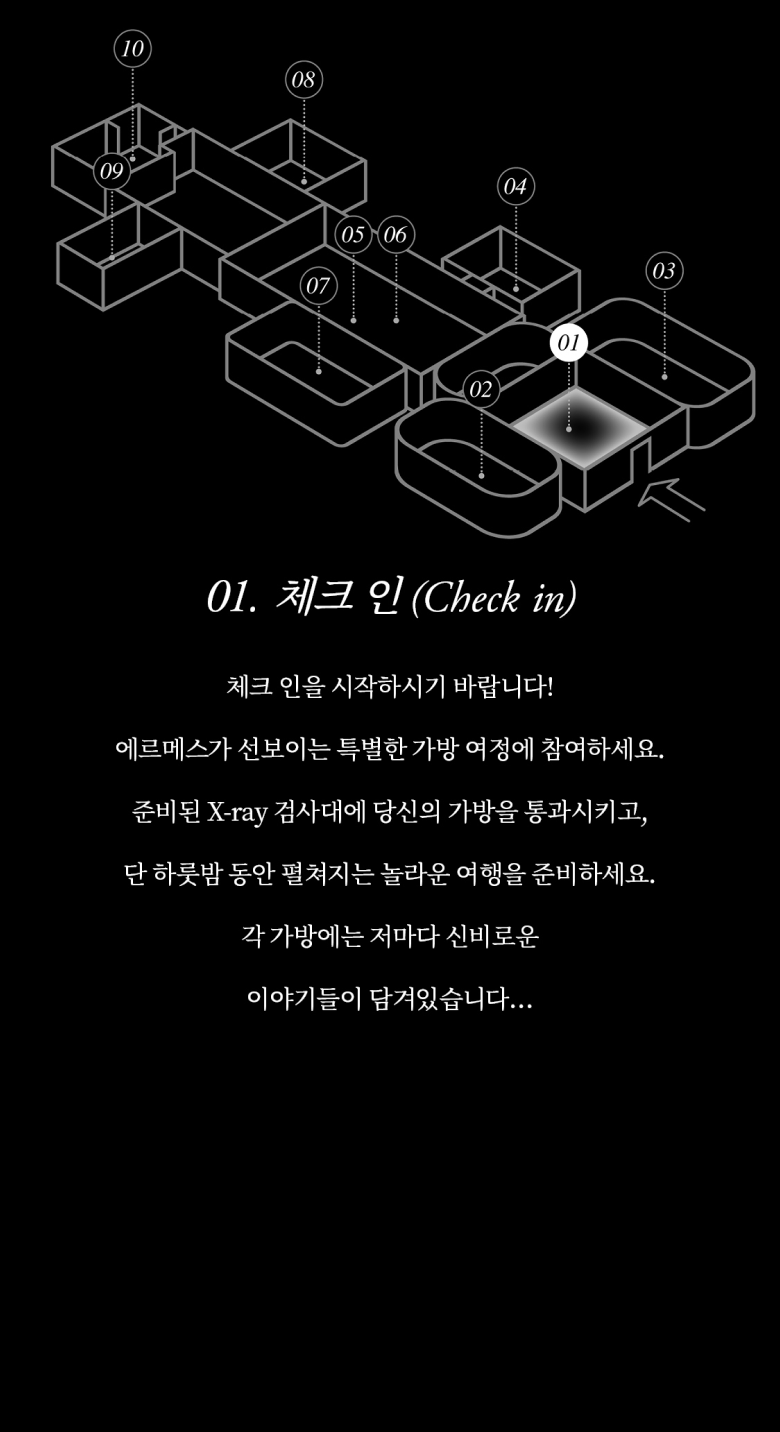 10
08
09
04
05
06
03
07
01
02
01. 체크 인 (Check in)
체크 인을 시작하시기 바랍니다!
에르메스가 선보이는 특별한 가방 여정에 참여하세요.
준비된 X-ray 검사대에 당신의 가방을 통과시키고,
단 하룻밤 동안 펼쳐지는 놀라운 여행을 준비하세요.
각 가방에는 저마다 신비로운
이야기들이 담겨있습니다...